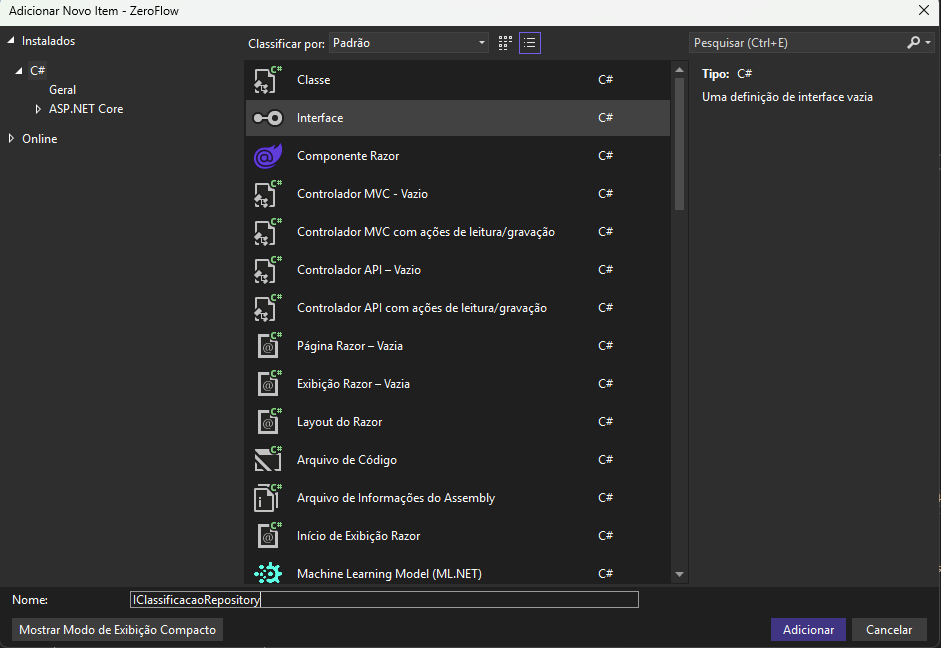 Adicionar Novo Item - ZeroFlow
Instalados
C#
Geral
ASP.NET Core
Online
Classificar por: Padrão
Pesquisar (Ctrl+E)
C# Classe C#
Interface C#
Componente Razor C#
C# Controlador MVC - Vazio C#
C# Controlador MVC com ações de leitura/gravação C#
C# Controlador API – Vazio C#
C# Controlador API com ações de leitura/gravação C#
C# Página Razor – Vazia C#
C# Exibição Razor – Vazia C#
C# Layout do Razor C#
C# Arquivo de Código C#
C# Arquivo de Informações do Assembly C#
C# Início de Exibição Razor C#
Machine Learning Model (ML.NET) C#
Tipo: C#
Uma definição de interface vazia
Nome: IClassificacaoRepository
Mostrar Modo de Exibição Compacto
Adicionar
Cancelar